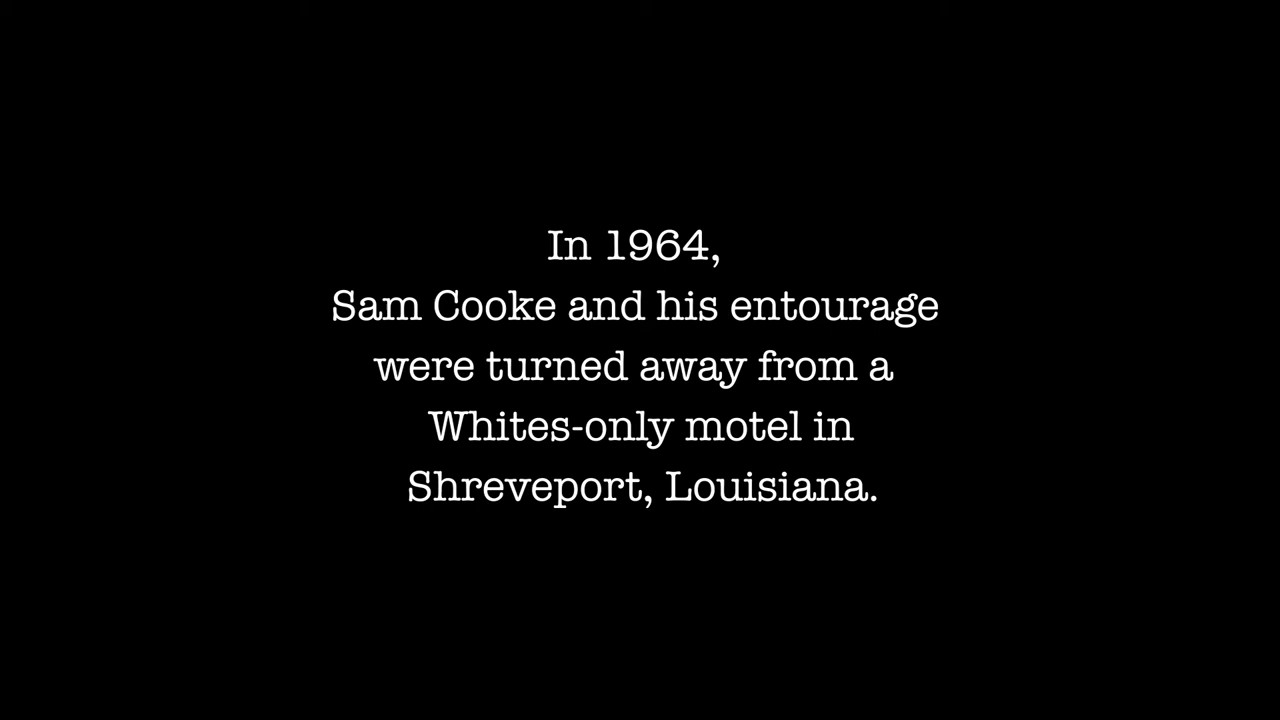 In 1964,
Sam Cooke and his entourage
were turned away from a
Whites-only motel in
Shreveport, Louisiana.